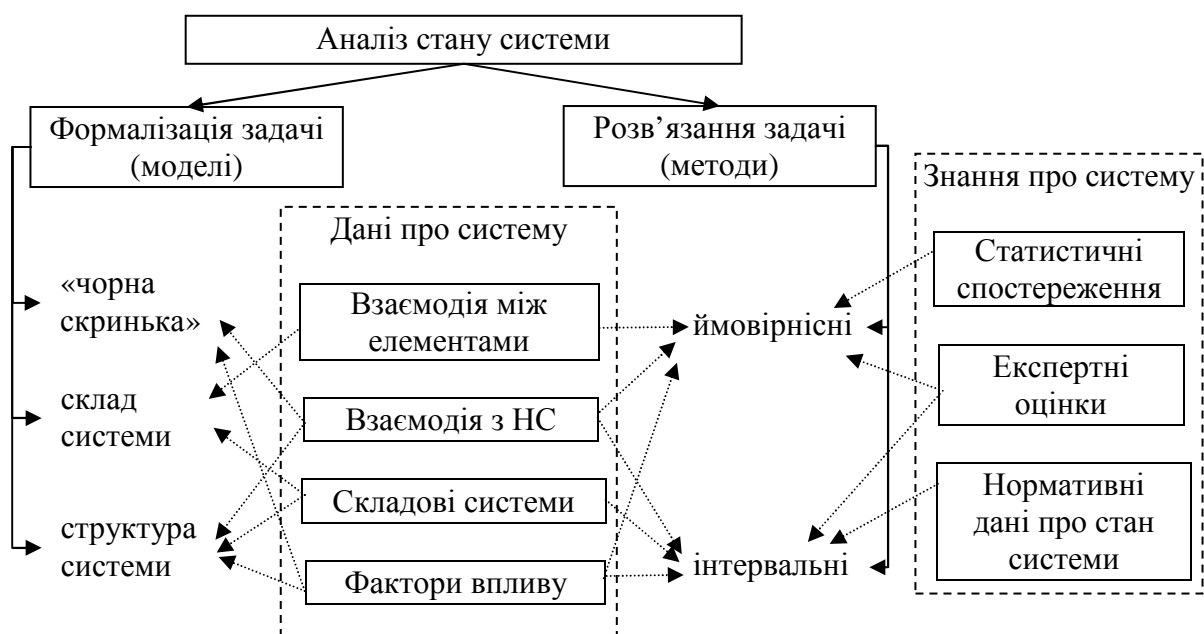 Аналіз стану системи
Формалізація задачі
(моделі)
Розв’язання задачі
(методи)
Знання про систему
Дані про систему
«чорна
скринька»
склад
системи
структура
системи
Взаємодія між
елементами
Взаємодія з НС
Складові системи
Фактори впливу
ймовірнісні
інтервальні
Статистичні
спостереження
Експертні
оцінки
Нормативні
дані про стан
системи